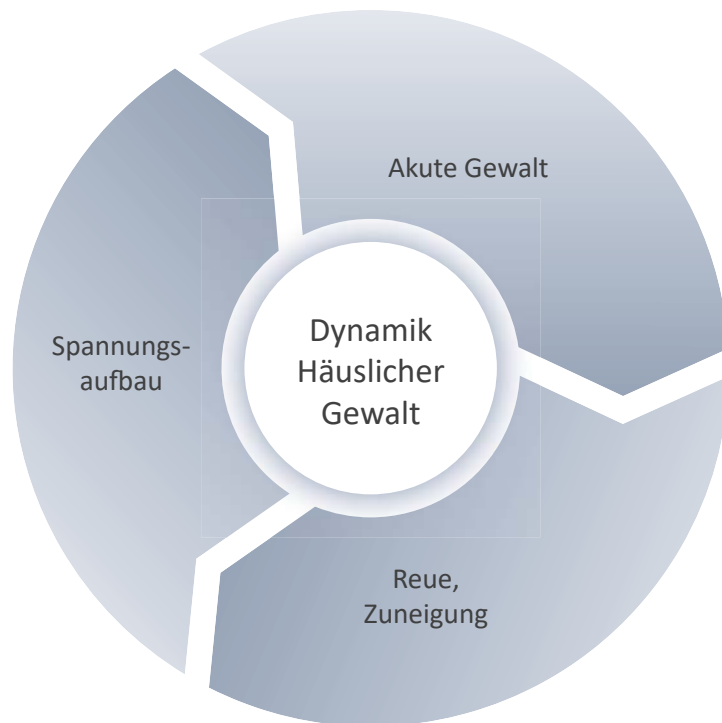 Akute Gewalt
Spannungs-
aufbau
Dynamik
Häuslicher
Gewalt
Reue,
Zuneigung